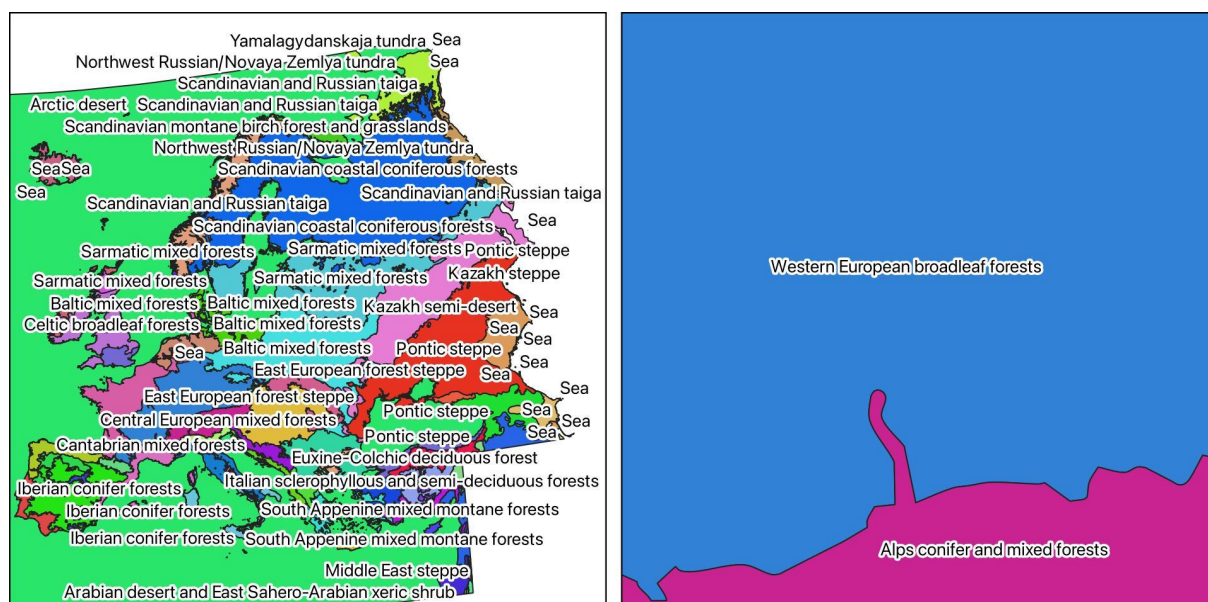 Yamalagydanskaja tundra
Sea
Northwest Russian/Novaya Zemlya tundra
Sea
Scandinavian and Russian taiga
Arctic desert
Scandinavian and Russian taiga
Scandinavian montane birch forest and grasslands
Northwest Russian/Novaya Zemlya tundra
SeaSea
Scandinavian coastal coniferous forests
Sea
Scandinavian and Russian taiga
Scandinavian and Russian taiga
Sea
Scandinavian coastal coniferous forests
Sarmatic mixed forests
Sarmatic mixed forests
Pontic steppe
Sarmatic mixed forests
Sarmatic mixed forests
Kazakh steppe
Baltic mixed forests
Baltic mixed forests
Kazakh semi-desert
Sea
Celtic broadleaf forests
Baltic mixed forests
Sea
Sea
Sea
Baltic mixed forests
Pontic steppe
Sea
East European forest steppe
Sea
Sea
East European forest steppe
Pontic steppe
Sea
Central European mixed forests
Sea
Cantabrian mixed forests
Pontic steppe
Sea
Euxine-Colchic deciduous forest
Iberian conifer forests
Italian sclerophyllous and semi-deciduous forests
Iberian conifer forests
South Appenine mixed montane forests
Iberian conifer forests
South Appenine mixed montane forests
Middle East steppe
Arabian desert and East Sahero-Arabian xeric shrub
Western European broadleaf forests
Alps conifer and mixed forests